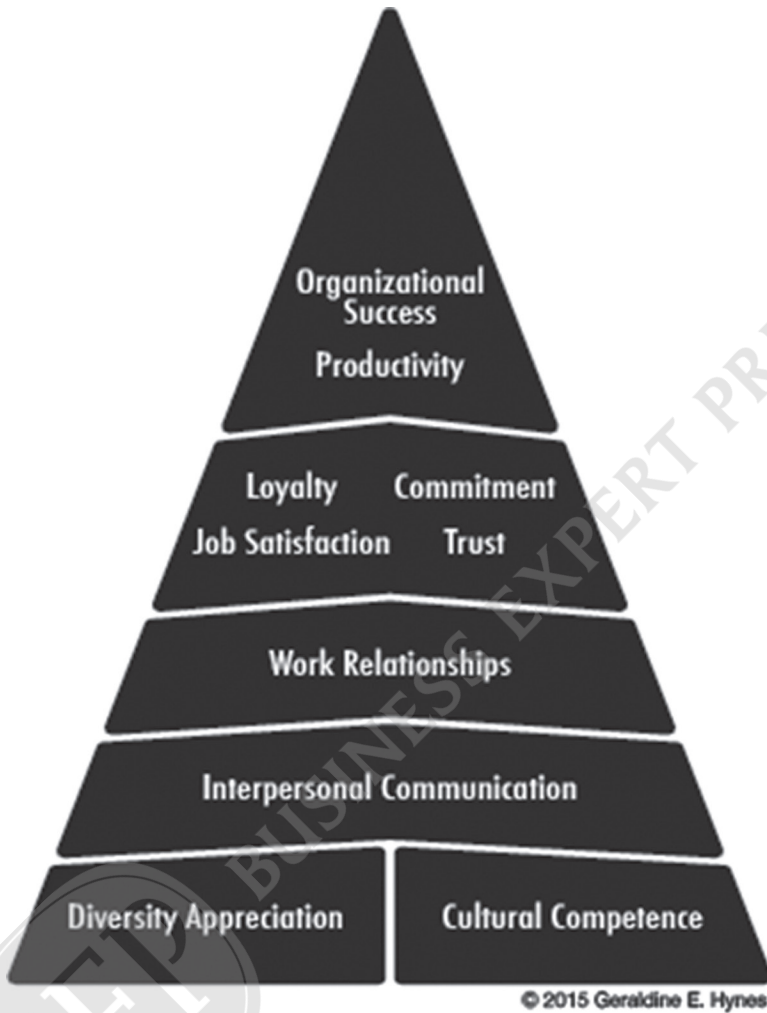 Organizational
Success
Productivity
Loyalty Commitment
Job Satisfaction Trust
Work Relationships
Interpersonal Communication
Diversity Appreciation Cultural Competence
© 2015 Geraldine E. Hynes
BUSINESS EXPERT